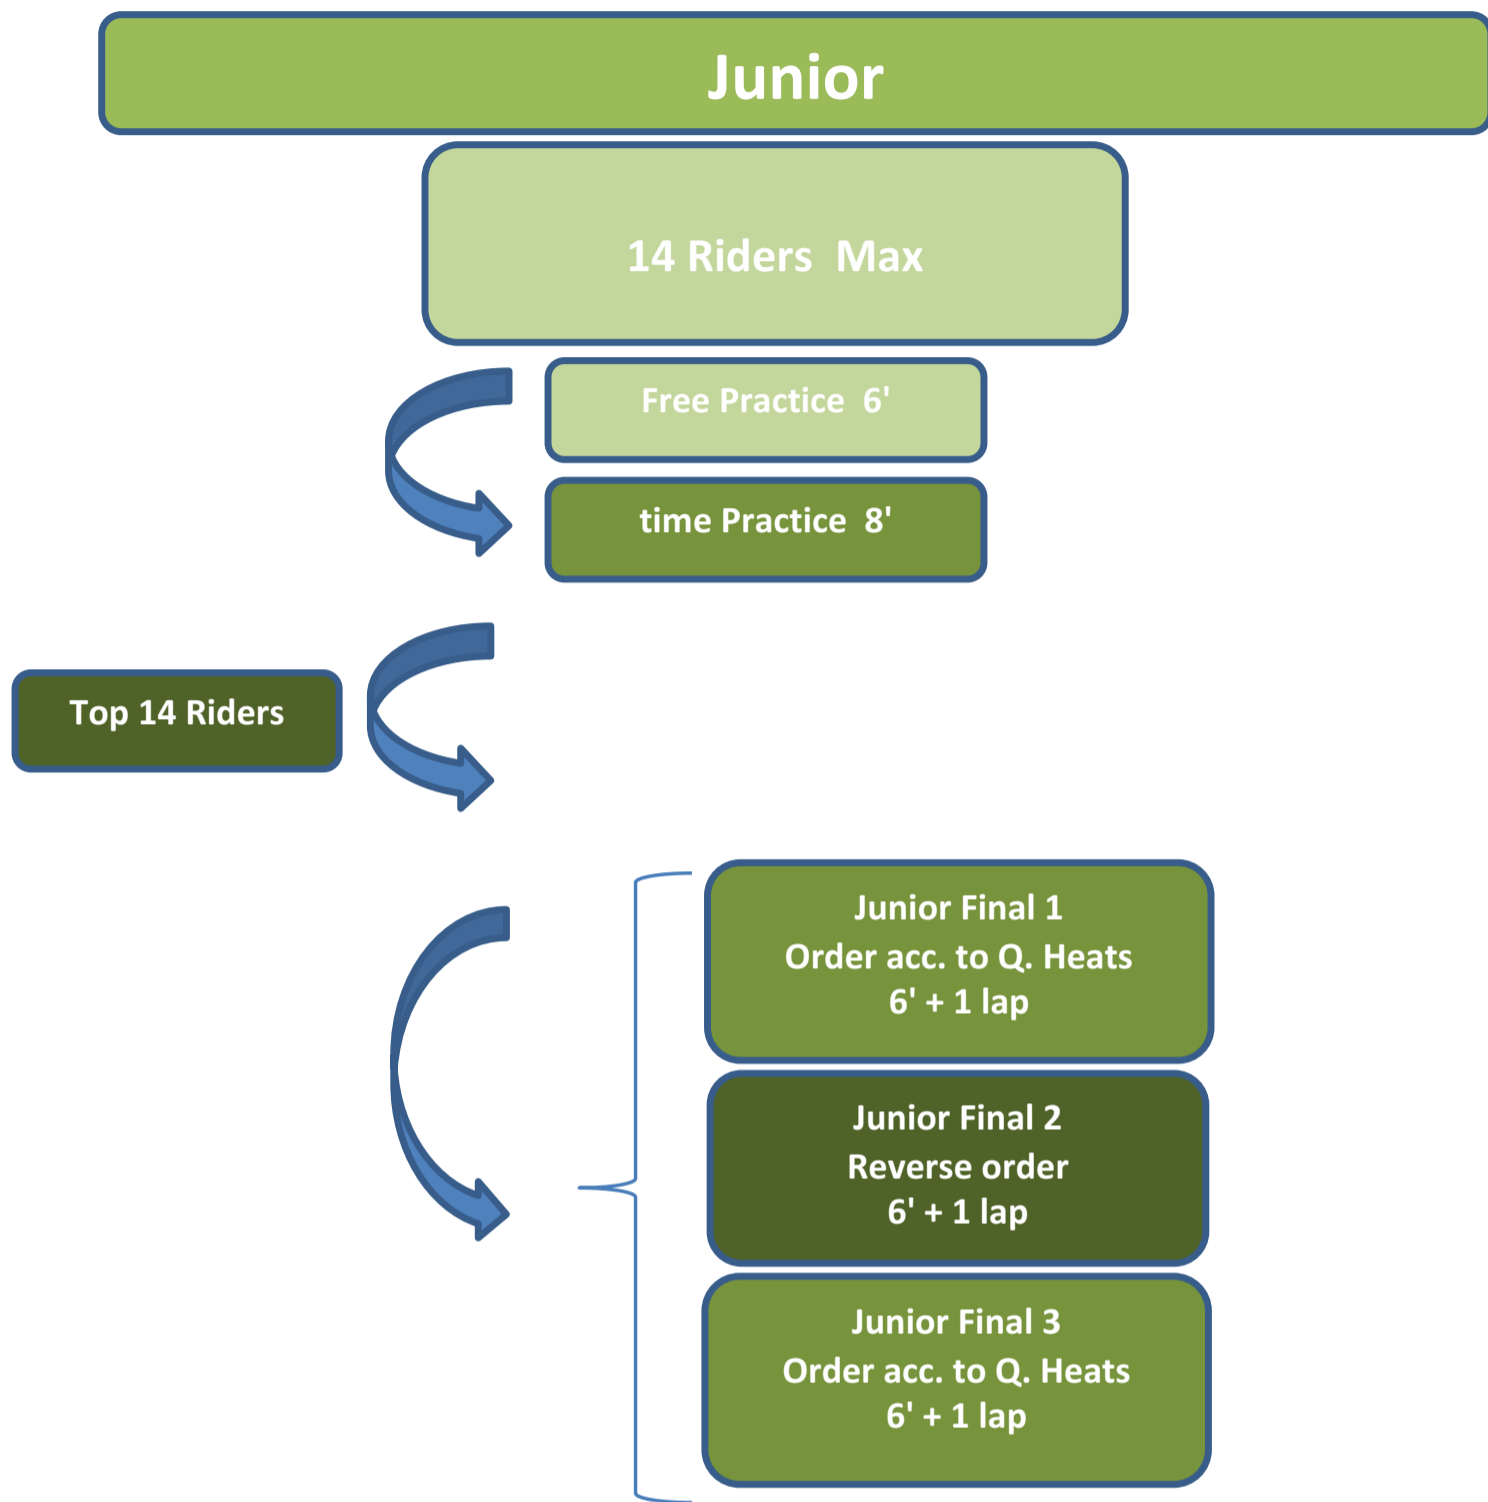 Junior
14 Riders  Max
Free Practice  6'
time Practice  8'
Top 14 Riders
Junior Final 1
Order acc. to Q. Heats
6' + 1 lap
Junior Final 2
Reverse order
6' + 1 lap
Junior Final 3
Order acc. to Q. Heats
6' + 1 lap